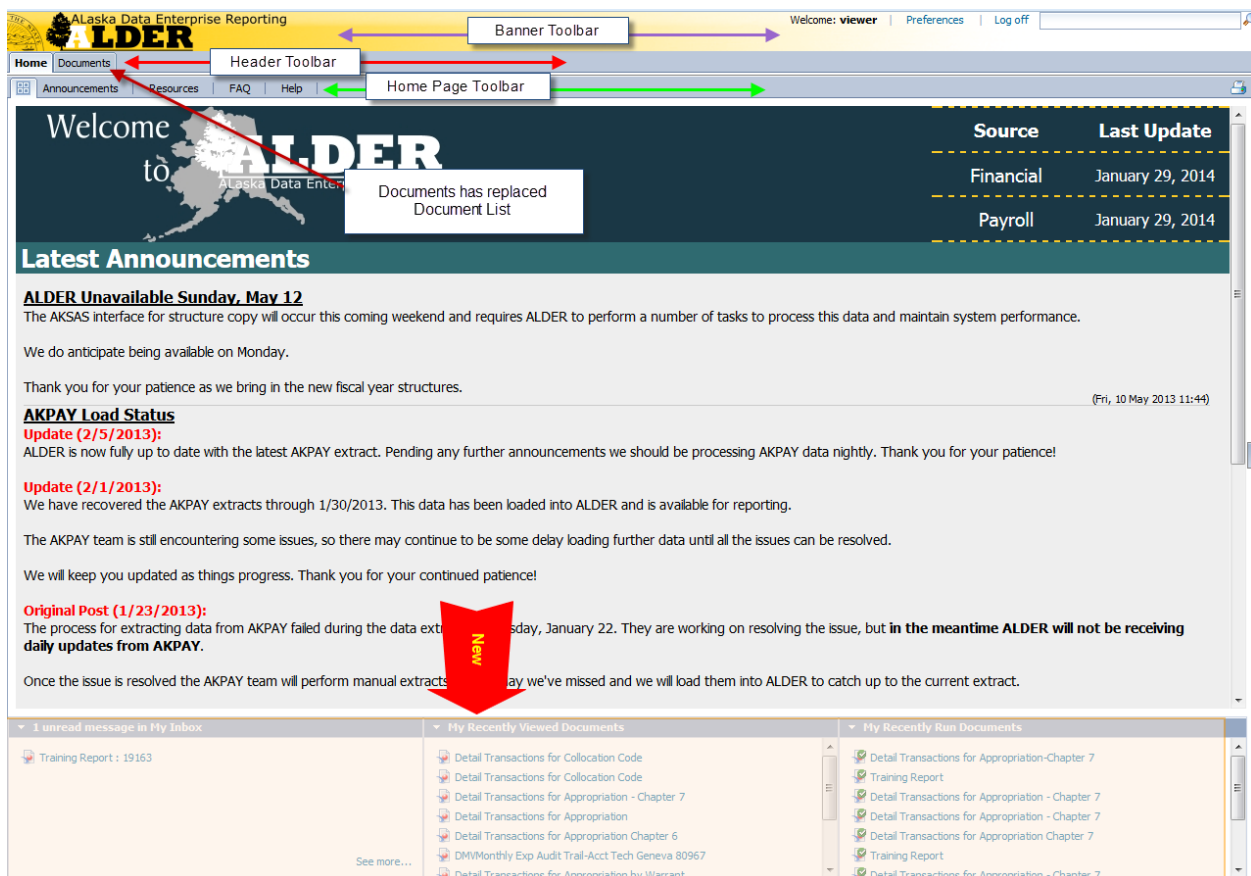 ALaska Data Enterprise Reporting
ALDER
Banner Toolbar
Welcome: viewer | Preferences | Log off
Home Documents
Header Toolbar
Announcements | Resources | FAQ | Help |
Home Page Toolbar
Welcome
to
ALDER
ALaska Data
Documents has replaced
Document List
Source Last Update
Financial January 29, 2014
Payroll January 29, 2014
Latest Announcements
ALDER Unavailable Sunday, May 12
The AKSAS interface for structure copy will occur this coming weekend and requires ALDER to perform a number of tasks to process this data and maintain system performance.
We do anticipate being available on Monday.
Thank you for your patience as we bring in the new fiscal year structures.
(Fri, 10 May 2013 11:44)
AKPAY Load Status
Update (2/5/2013):
ALDER is now fully up to date with the latest AKPAY extract. Pending any further announcements we should be processing AKPAY data nightly. Thank you for your patience!
Update (2/1/2013):
We have recovered the AKPAY extracts through 1/30/2013. This data has been loaded into ALDER and is available for reporting.
The AKPAY team is still encountering some issues, so there may continue to be some delay loading further data until all the issues can be resolved.
We will keep you updated as things progress. Thank you for your continued patience!
Original Post (1/23/2013):
The process for extracting data from AKPAY failed during the data January 22. They are working on resolving the issue, but in the meantime ALDER will not be receiving
daily updates from AKPAY.
New
Once the issue is resolved the AKPAY team will perform manual extracts we've missed and we will load them into ALDER to catch up to the current extract.
1 unread message in My Inbox
Training Report : 19163
See more...
My Recently Viewed Documents
Detail Transactions for Collocation Code
Detail Transactions for Collocation Code
Detail Transactions for Appropriation - Chapter 7
Detail Transactions for Appropriation
Detail Transactions for Appropriation Chapter 6
DMVMonthly Exp Audit Trail-Acct Tech Geneva 80967
Detail Transactions for Appropriation by Warrant
My Recently Run Documents
Detail Transactions for Appropriation-Chapter 7
Training Report
Detail Transactions for Appropriation - Chapter 7
Detail Transactions for Appropriation - Chapter 7
Detail Transactions for Appropriation Chapter 7
Training Report
Detail Transactions for Appropriation - Chapter 7